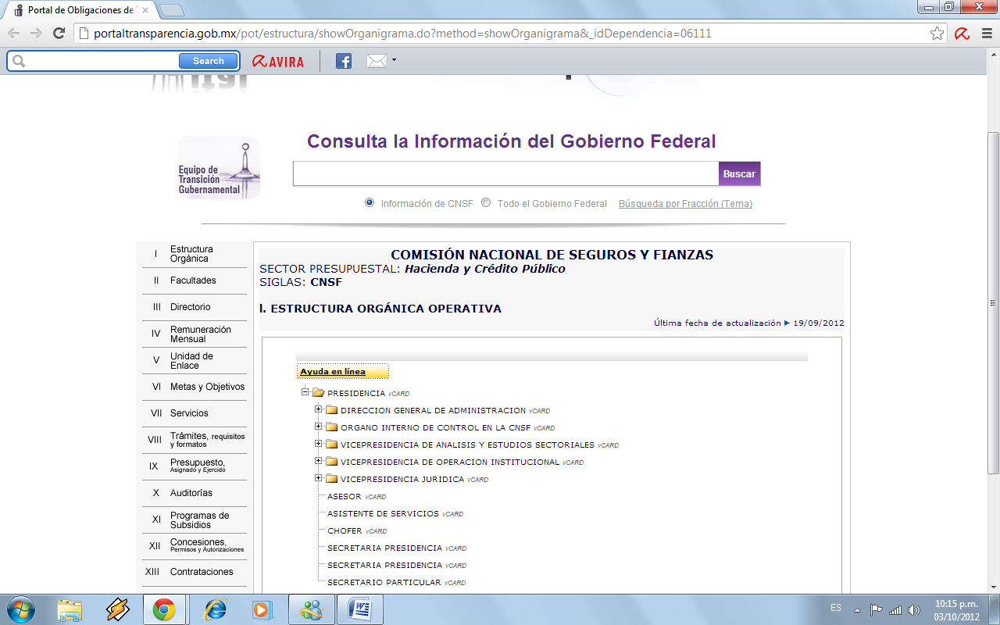 Portal de Obligaciones de T
portaltransparencia.gob.mx/pot/estructura/showOrganigrama.do?method=showOrganigrama&_idDependencia=06111
Search
AVIRA
Consulta la Información del Gobierno Federal
Equipo de
Transición
Gubernamental
Buscar
Información de CNSF Todo el Gobierno Federal Búsqueda por Fracción (Tema)
I Estructura
Orgánica
II Facultades
III Directorio
IV Remuneración
Mensual
V Unidad de
Enlace
VI Metas y Objetivos
VII Servicios
VIII Trámites, requisitos
y formatos
IX Presupuesto,
Asignado y Ejercido
X Auditorías
XI Programas de
Subsidios
XII Concesiones,
Permisos y Autorizaciones
XIII Contrataciones
COMISIÓN NACIONAL DE SEGUROS Y FIANZAS
SECTOR PRESUPUESTAL: Hacienda y Crédito Público
SIGLAS: CNSF
I. ESTRUCTURA ORGÁNICA OPERATIVA
Última fecha de actualización 19/09/2012
Ayuda en línea
PRESIDENCIA vCARD
DIRECCION GENERAL DE ADMINISTRACION vCARD
ORGANO INTERNO DE CONTROL EN LA CNSF vCARD
VICEPRESIDENCIA DE ANALISIS Y ESTUDIOS SECTORIALES vCARD
VICEPRESIDENCIA DE OPERACION INSTITUCIONAL vCARD
VICEPRESIDENCIA JURIDICA vCARD
ASESOR vCARD
ASISTENTE DE SERVICIOS vCARD
CHOFER vCARD
SECRETARIA PRESIDENCIA vCARD
SECRETARIA PRESIDENCIA vCARD
SECRETARIO PARTICULAR vCARD
ES
10:15 p.m.
03/10/2012